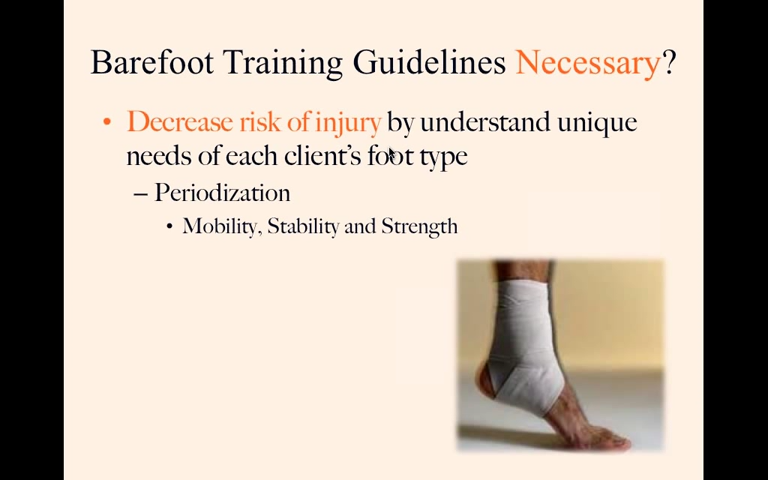 Barefoot Training Guidelines Necessary?
• Decrease risk of injury by understand unique
needs of each client's foot type
– Periodization
• Mobility, Stability and Strength